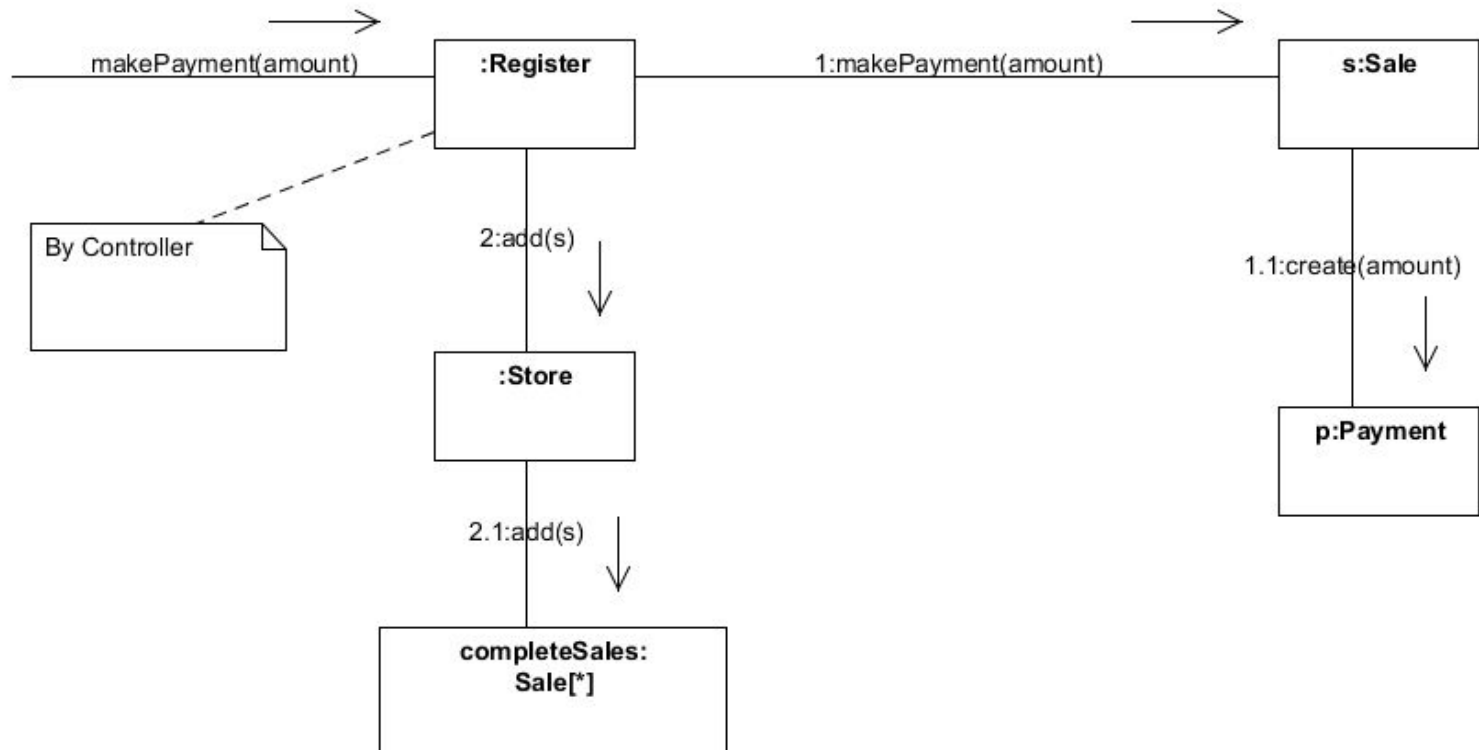 makePayment(amount)
:Register
1:makePayment(amount)
s:Sale
By Controller
2:add(s)
1.1:create(amount)
:Store
p:Payment
2.1:add(s)
completeSales:
Sale[*]